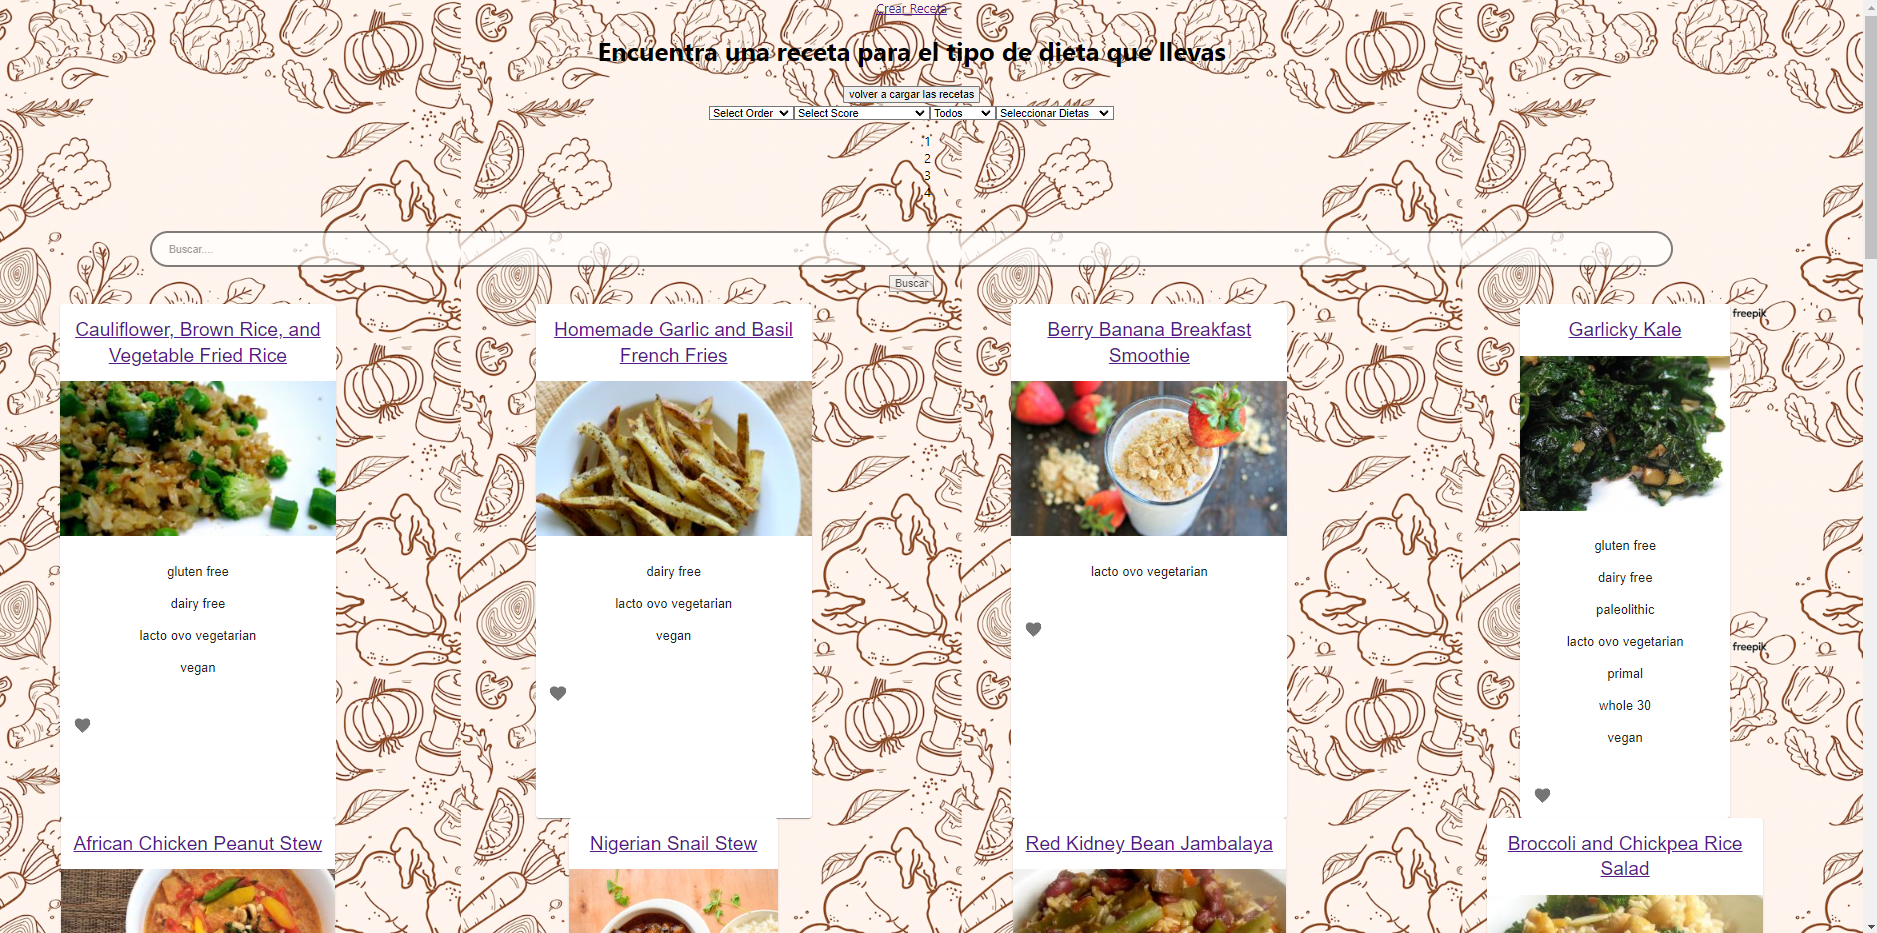 Crear Receta
Encuentra una receta para el tipo de dieta que llevas
volver a cargar las recetas
Select Order Select Score Todos Seleccionar Dietas
1
2
3
4
Buscar....
Buscar
Cauliflower, Brown Rice, and
Vegetable Fried Rice
gluten free
dairy free
lacto ovo vegetarian
vegan
Homemade Garlic and Basil
French Fries
dairy free
lacto ovo vegetarian
vegan
Berry Banana Breakfast
Smoothie
lacto ovo vegetarian
Garlicky Kale
gluten free
dairy free
paleolithic
lacto ovo vegetarian
primal
whole 30
vegan
freepik
freepik
African Chicken Peanut Stew
Nigerian Snail Stew
Red Kidney Bean Jambalaya
Broccoli and Chickpea Rice
Salad